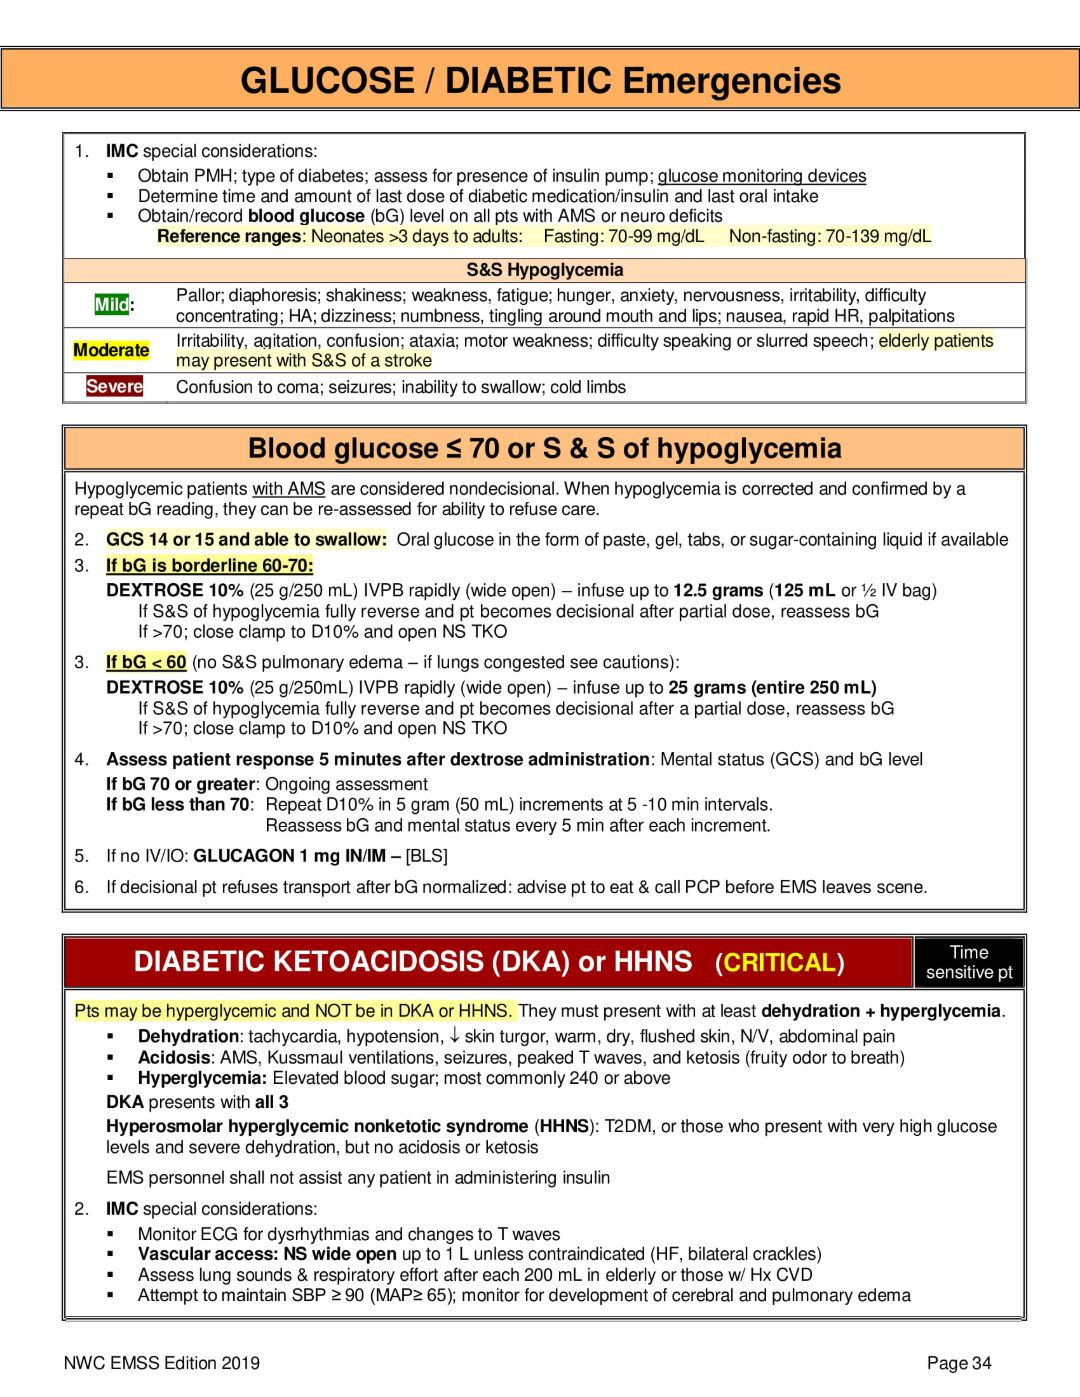 GLUCOSE / DIABETIC Emergencies
1. IMC special considerations:
▪ Obtain PMH; type of diabetes; assess for presence of insulin pump; glucose monitoring devices
▪ Determine time and amount of last dose of diabetic medication/insulin and last oral intake
▪ Obtain/record blood glucose (bG) level on all pts with AMS or neuro deficits
Reference ranges: Neonates >3 days to adults: Fasting: 70-99 mg/dL Non-fasting: 70-139 mg/dL
S&S Hypoglycemia
Mild: Pallor; diaphoresis; shakiness; weakness, fatigue; hunger, anxiety, nervousness, irritability, difficulty
concentrating; HA; dizziness; numbness, tingling around mouth and lips; nausea, rapid HR, palpitations
Moderate Irritability, agitation, confusion; ataxia; motor weakness; difficulty speaking or slurred speech; elderly patients
may present with S&S of a stroke
Severe Confusion to coma; seizures; inability to swallow; cold limbs
Blood glucose ≤ 70 or S & S of hypoglycemia
Hypoglycemic patients with AMS are considered nondecisional. When hypoglycemia is corrected and confirmed by a
repeat bG reading, they can be re-assessed for ability to refuse care.
2. GCS 14 or 15 and able to swallow: Oral glucose in the form of paste, gel, tabs, or sugar-containing liquid if available
3. If bG is borderline 60-70:
DEXTROSE 10% (25 g/250 mL) IVPB rapidly (wide open) – infuse up to 12.5 grams (125 mL or ½ IV bag)
If S&S of hypoglycemia fully reverse and pt becomes decisional after partial dose, reassess bG
If >70; close clamp to D10% and open NS TKO
3. If bG < 60 (no S&S pulmonary edema – if lungs congested see cautions):
DEXTROSE 10% (25 g/250mL) IVPB rapidly (wide open) – infuse up to 25 grams (entire 250 mL)
If S&S of hypoglycemia fully reverse and pt becomes decisional after a partial dose, reassess bG
If >70; close clamp to D10% and open NS TKO
4. Assess patient response 5 minutes after dextrose administration: Mental status (GCS) and bG level
If bG 70 or greater: Ongoing assessment
If bG less than 70: Repeat D10% in 5 gram (50 mL) increments at 5 -10 min intervals.
Reassess bG and mental status every 5 min after each increment.
5. If no IV/IO: GLUCAGON 1 mg IN/IM – [BLS]
6. If decisional pt refuses transport after bG normalized: advise pt to eat & call PCP before EMS leaves scene.
DIABETIC KETOACIDOSIS (DKA) or HHNS (CRITICAL)
Time
sensitive pt
Pts may be hyperglycemic and NOT be in DKA or HHNS. They must present with at least dehydration + hyperglycemia.
▪ Dehydration: tachycardia, hypotension, ↓ skin turgor, warm, dry, flushed skin, N/V, abdominal pain
▪ Acidosis: AMS, Kussmaul ventilations, seizures, peaked T waves, and ketosis (fruity odor to breath)
▪ Hyperglycemia: Elevated blood sugar; most commonly 240 or above
DKA presents with all 3
Hyperosmolar hyperglycemic nonketotic syndrome (HHNS): T2DM, or those who present with very high glucose
levels and severe dehydration, but no acidosis or ketosis
EMS personnel shall not assist any patient in administering insulin
2. IMC special considerations:
▪ Monitor ECG for dysrhythmias and changes to T waves
▪ Vascular access: NS wide open up to 1 L unless contraindicated (HF, bilateral crackles)
▪ Assess lung sounds & respiratory effort after each 200 mL in elderly or those w/ Hx CVD
▪ Attempt to maintain SBP ≥ 90 (MAP≥ 65); monitor for development of cerebral and pulmonary edema
NWC EMSS Edition 2019 Page 34